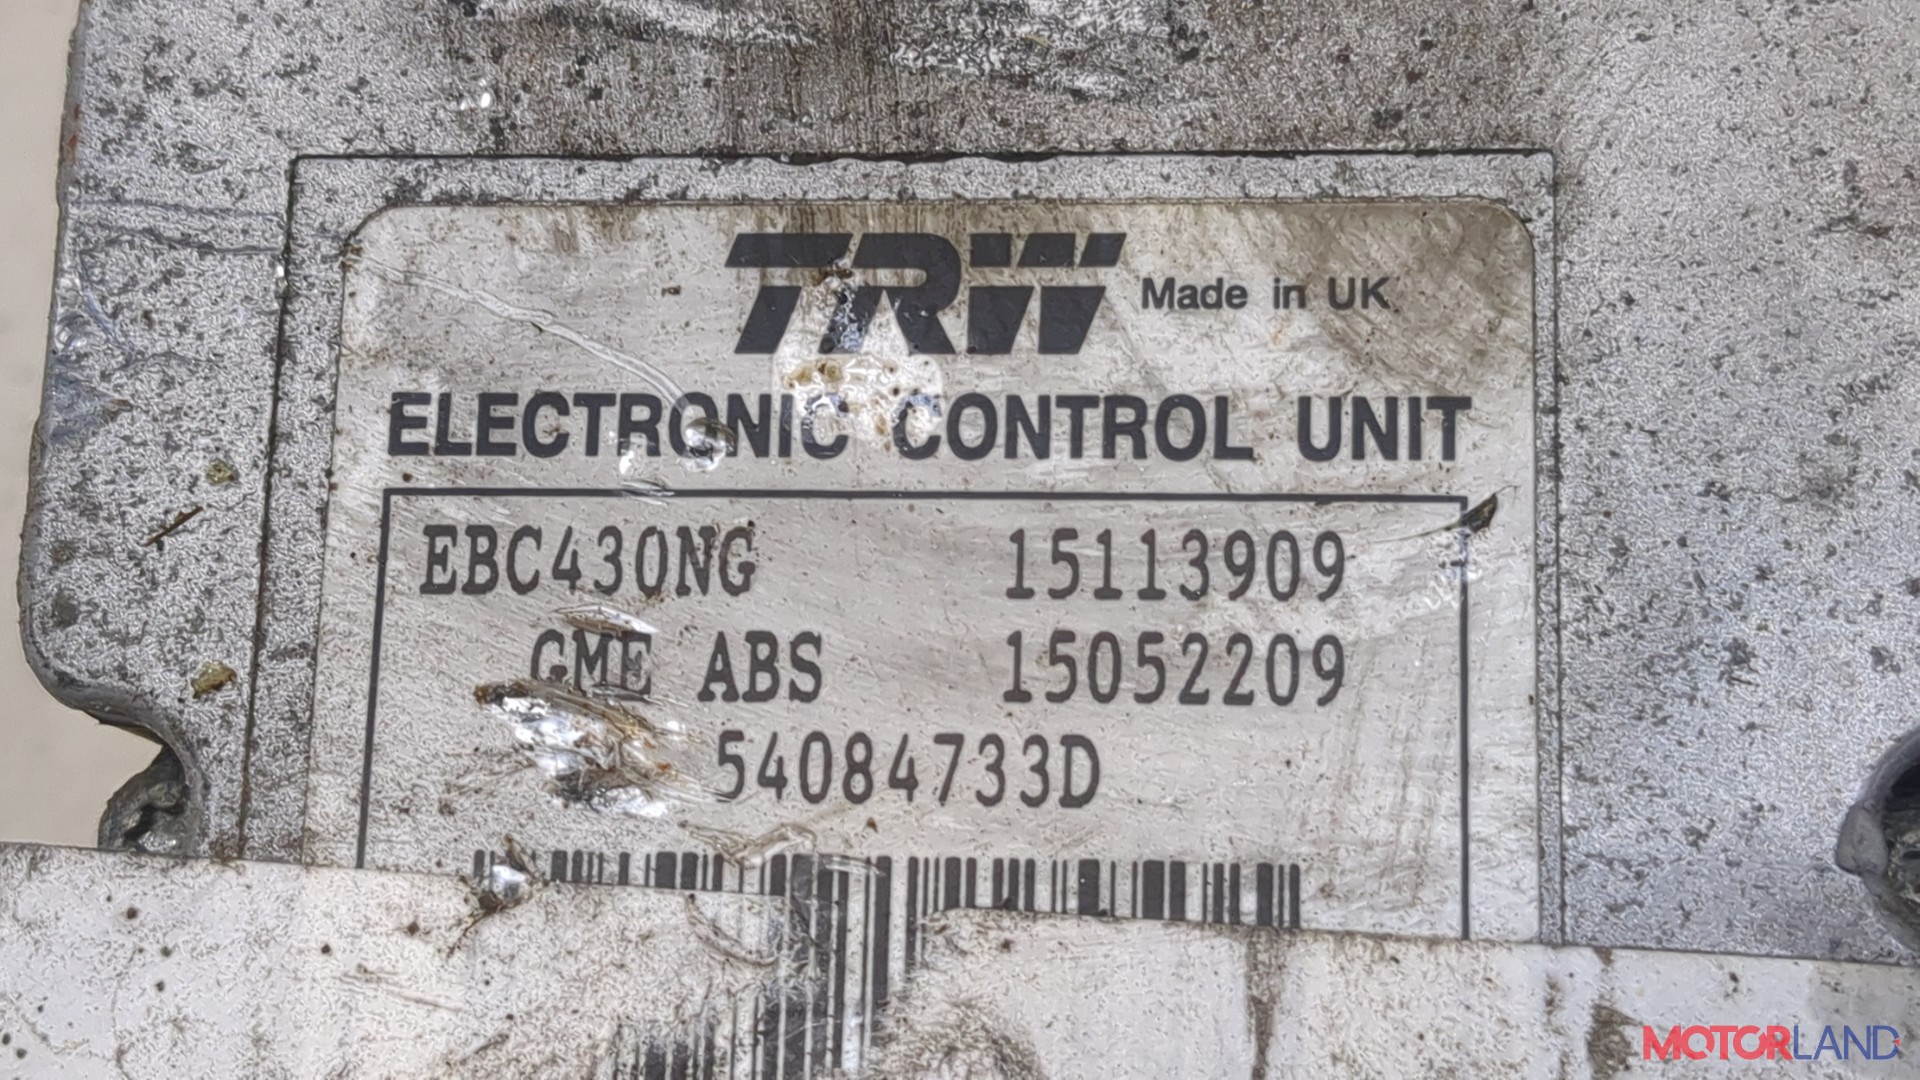 TRW Made in UK
ELECTRONIC CONTROL UNIT
EBC430NG 15113909
GME ABS 15052209
54084733D
MOTORLAND